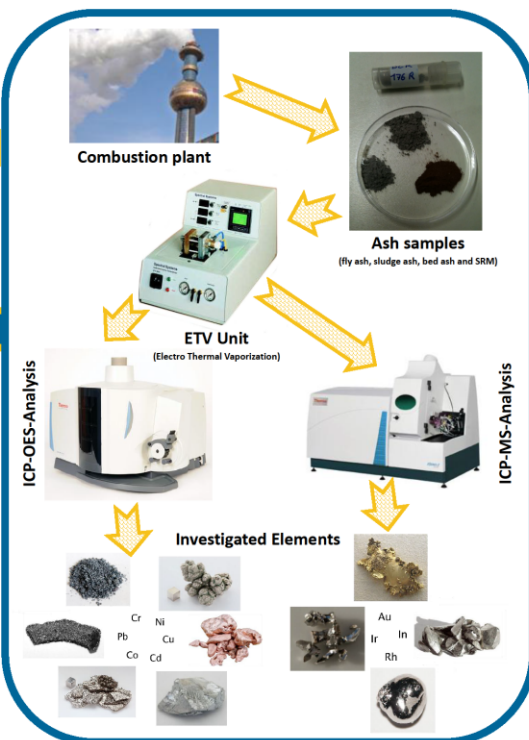 176 R
Combustion plant
Ash samples
(fly ash, sludge ash, bed ash and SRM)
ETV Unit
(Electro Thermal Vaporization)
ICP-OES-Analysis
ICP-MS-Analysis
Investigated Elements
Cr
Ni
Pb
Cu
Co
Cd
Au
Ir
In
Rh